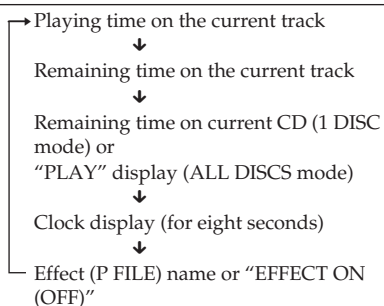 Playing time on the current track
Remaining time on the current track
Remaining time on current CD (1 DISC
mode) or
“PLAY” display (ALL DISCS mode)
Clock display (for eight seconds)
Effect (P FILE) name or “EFFECT ON
(OFF)”